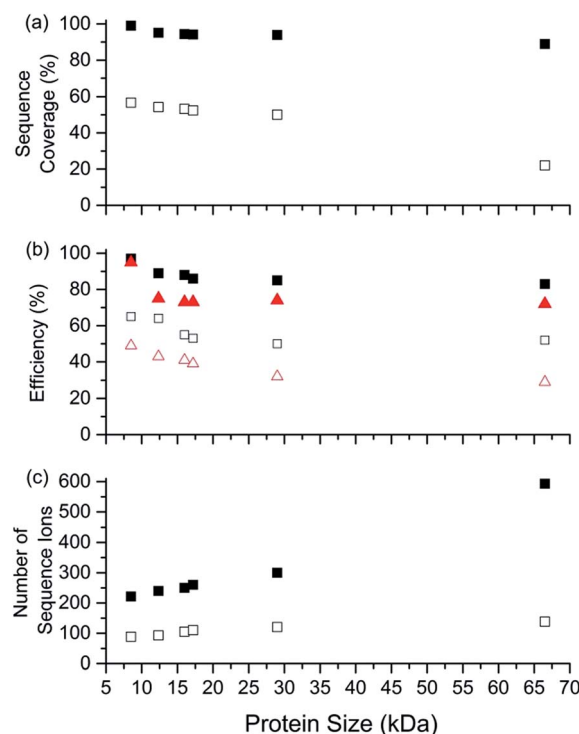 (a)
100
80
60
40
20
0
Sequence
Coverage (%)
(b)
100
80
60
40
20
0
Efficiency (%)
(c)
600
500
400
300
200
100
0
Number of
Sequence Ions
5 10 15 20 25 30 35 40 45 50 55 60 65 70
Protein Size (kDa)